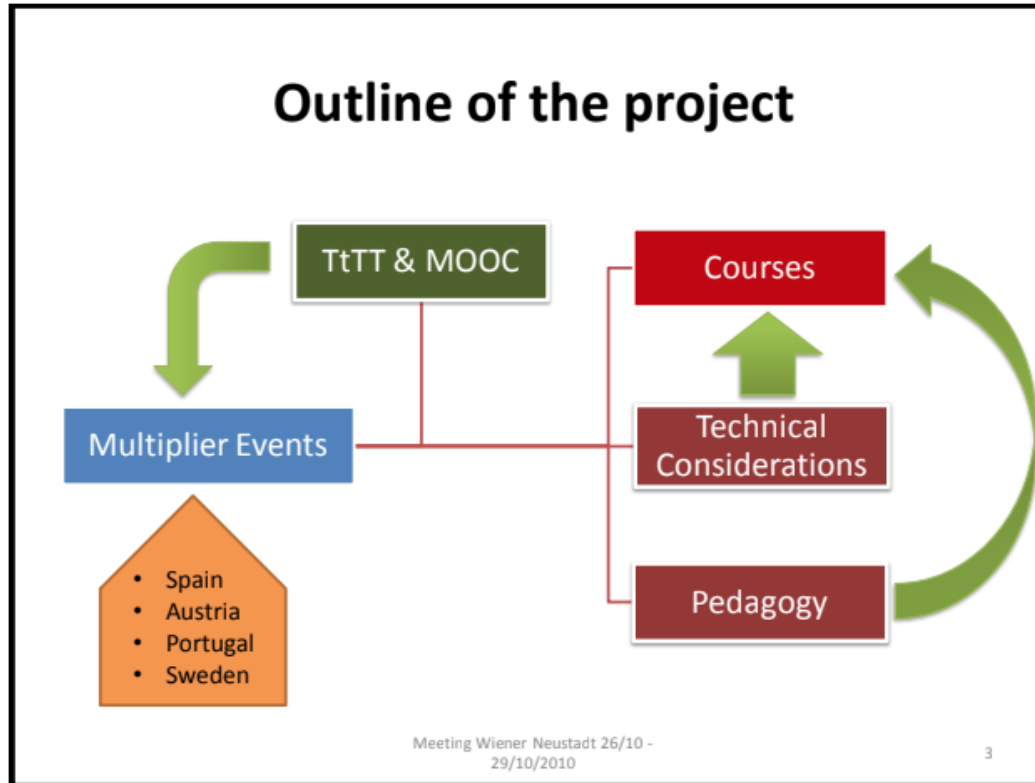 Outline of the project
TtTT & MOOC
Courses
Multiplier Events
Technical
Considerations
• Spain
• Austria
• Portugal
• Sweden
Pedagogy
Meeting Wiener Neustadt 26/10 -
29/10/2010
3